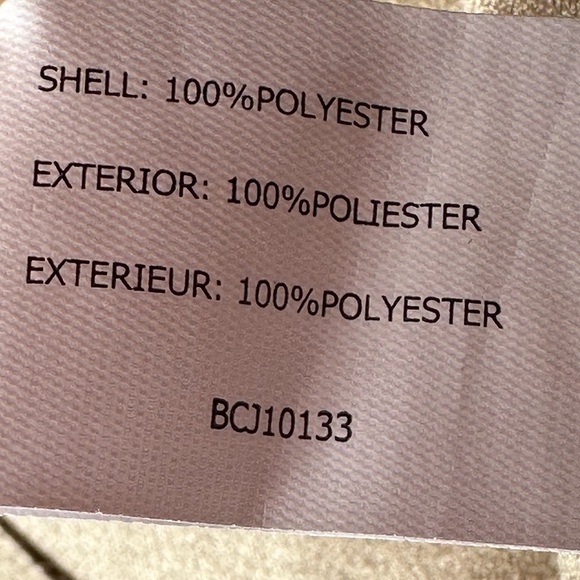 SHELL: 100%POLYESTER
EXTERIOR: 100%POLIESTER
EXTERIEUR: 100%POLYESTER
BCJ10133